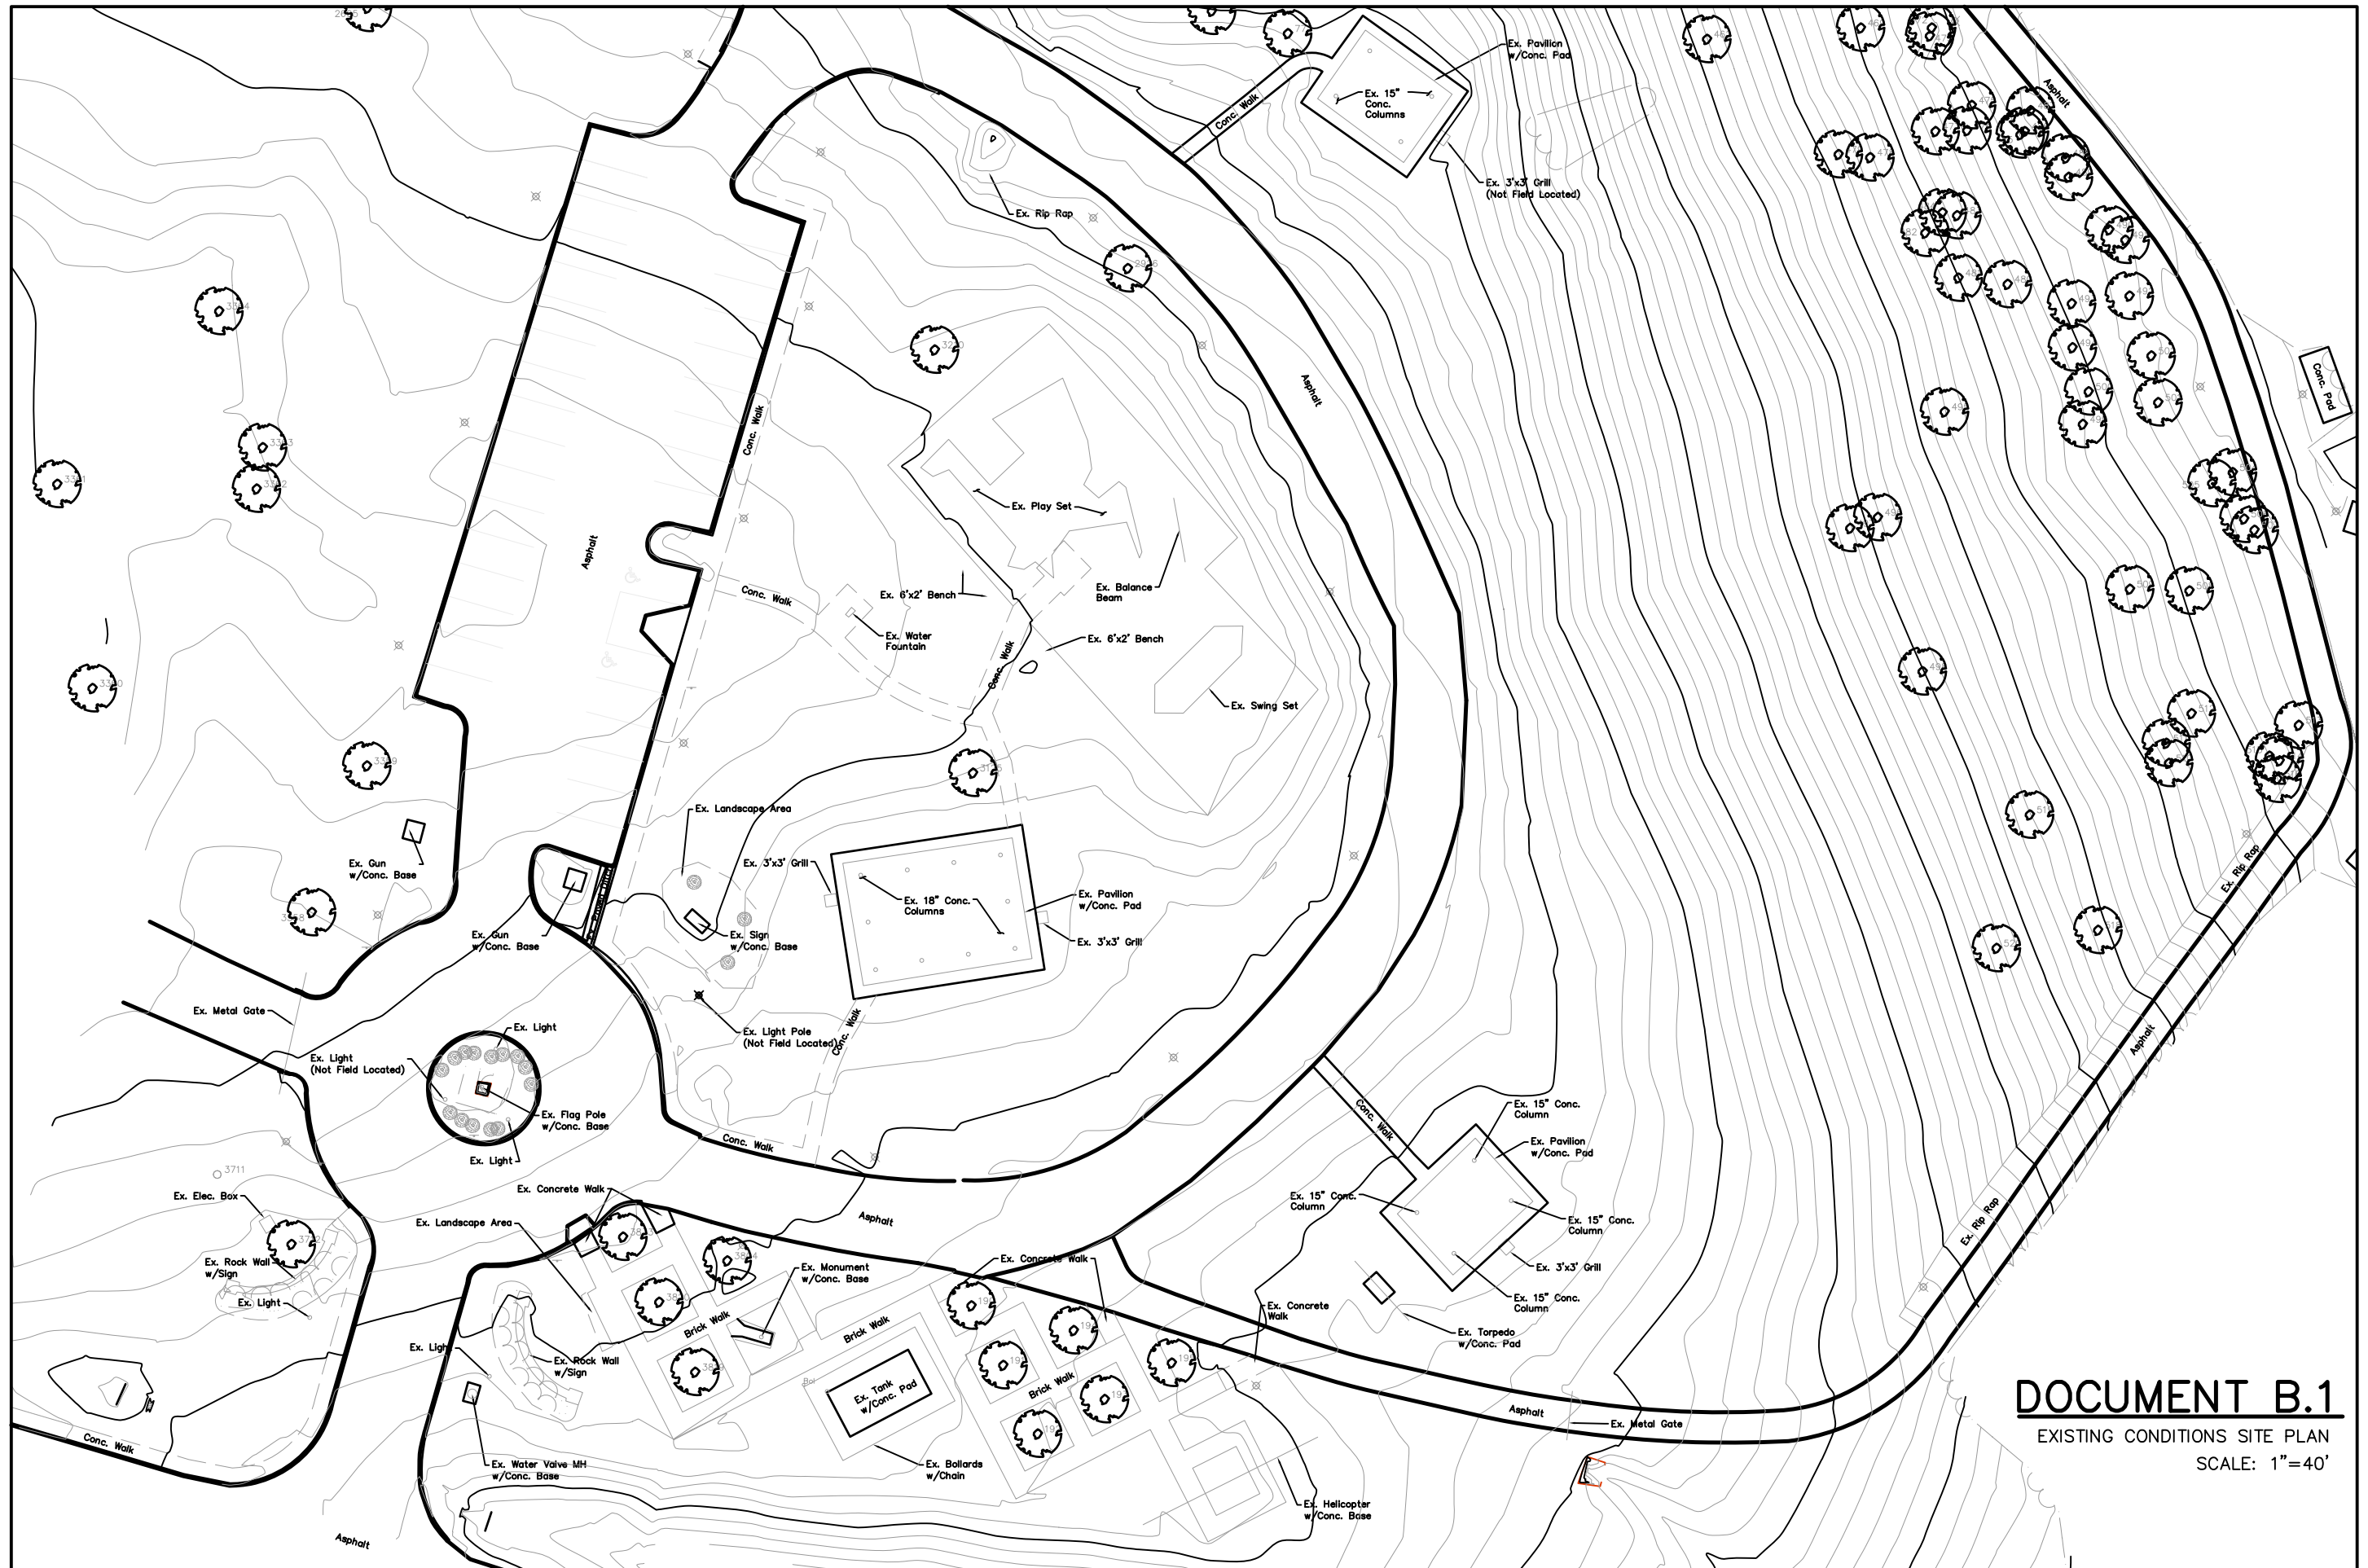 Ex. Pavilion
w/Conc. Pad
Ex. 15"
Conc.
Columns
Conc. Walk
Asphalt
Ex. 3'x3' Grill
(Not Field Located)
Ex. Rip Rap
2976
3314
3270
Asphalt
Conc. Pad
Conc. Walk
3313
3312
3311
Ex. Play Set
Asphalt
Conc. Walk
Ex. 6'x2' Bench
Ex. Balance
Beam
Ex. Water
Fountain
Ex. 6'x2' Bench
Conc. Walk
Ex. Swing Set
3310
3309
Ex. Landscape Area
Ex. Gun
w/Conc. Base
Ex. 3'x3' Grill
Ex. 18" Conc.
Columns
Ex. Pavilion
w/Conc. Pad
Ex. Rip Rap
Ex. Gun
w/Conc. Base
Ex. Sign
w/Conc. Base
Ex. 3'x3' Grill
Ex. Metal Gate
Ex. Light
Ex. Light Pole
(Not Field Located)
Conc. Walk
Asphalt
Ex. Light
(Not Field Located)
Ex. Flag Pole
w/Conc. Base
Ex. 15" Conc.
Column
Conc. Walk
Conc. Walk
Ex. Pavilion
w/Conc. Pad
Ex. Light
3711
Ex. Elec. Box
Ex. Concrete Walk
Ex. 15" Conc.
Column
Ex. Landscape Area
Asphalt
Ex. 15" Conc.
Column
Ex. Rip Rap
Ex. Rock Wall
w/Sign
Ex. Monument
w/Conc. Base
Ex. Concrete Walk
Ex. 3'x3' Grill
Ex. Light
Ex. 15" Conc.
Column
Ex. Concrete
Walk
Brick Walk
Brick Walk
Ex. Torpedo
w/Conc. Pad
Ex. Light
Ex. Rock Wall
w/Sign
Ex. Tank
w/Conc. Pad
Brick Walk
Asphalt
Ex. Metal Gate
Conc. Walk
Ex. Water Valve MH
w/Conc. Base
Ex. Bollards
w/Chain
Ex. Helicopter
w/Conc. Base
Asphalt
DOCUMENT B.1
EXISTING CONDITIONS SITE PLAN
SCALE: 1"=40'